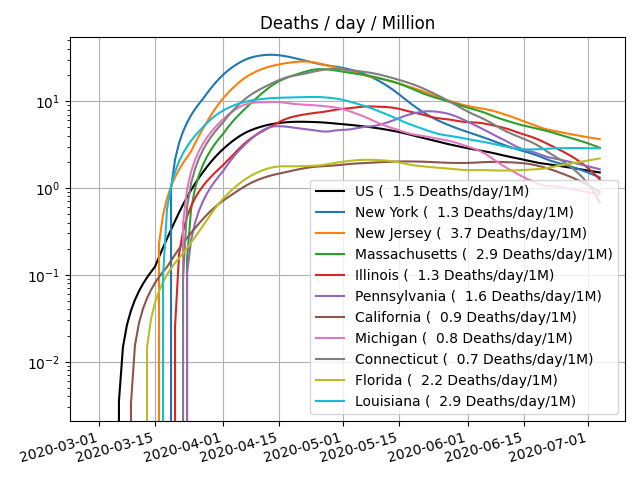 Deaths / day / Million
10¹
10⁰
10⁻¹
10⁻²
US (  1.5 Deaths/day/1M)
New York (  1.3 Deaths/day/1M)
New Jersey (  3.7 Deaths/day/1M)
Massachusetts (  2.9 Deaths/day/1M)
Illinois (  1.3 Deaths/day/1M)
Pennsylvania (  1.6 Deaths/day/1M)
California (  0.9 Deaths/day/1M)
Michigan (  0.8 Deaths/day/1M)
Connecticut (  0.7 Deaths/day/1M)
Florida (  2.2 Deaths/day/1M)
Louisiana (  2.9 Deaths/day/1M)
2020-03-01
2020-03-15
2020-04-01
2020-04-15
2020-05-01
2020-05-15
2020-06-01
2020-06-15
2020-07-01